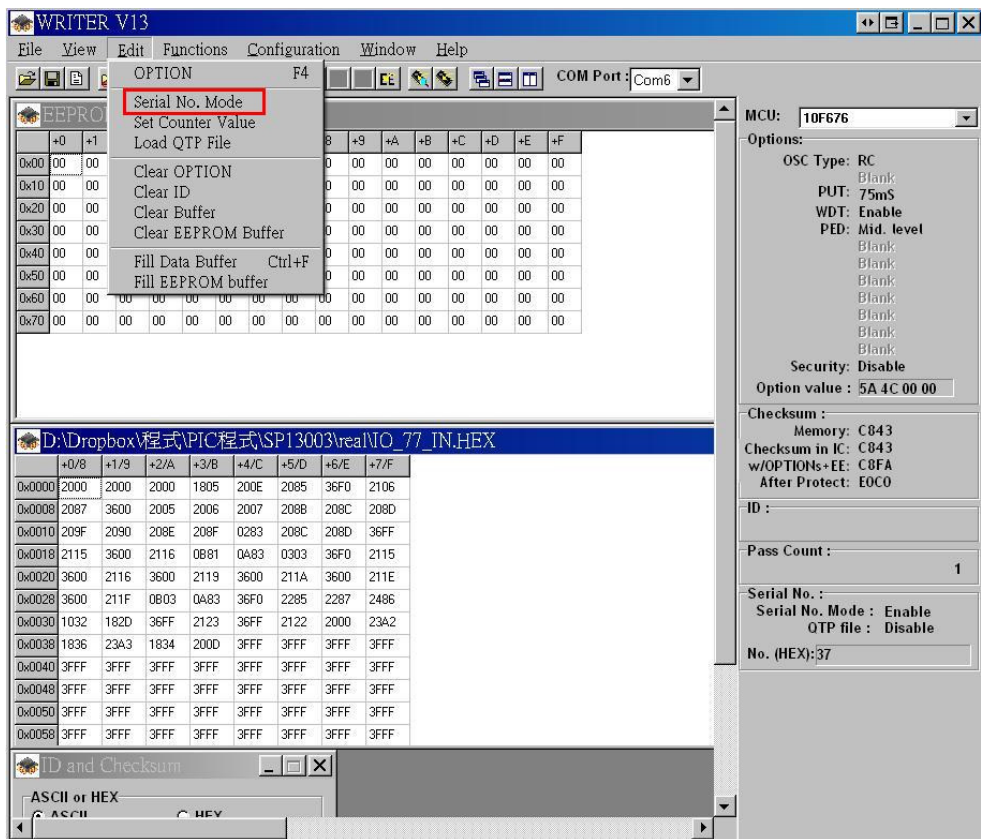 WRITER V13
File View Edit Functions Configuration Window Help
COM Port : Com6
OPTION F4
Serial No. Mode
Set Counter Value
Load QTP File
Clear OPTION
Clear ID
Clear Buffer
Clear EEPROM Buffer
Fill Data Buffer Ctrl+F
Fill EEPROM buffer
+0 +1 +9 +A +B +C +D +E +F
0x00 00 00 00 00 00 00 00 00 00
0x10 00 00 00 00 00 00 00 00 00
0x20 00 00 00 00 00 00 00 00 00
0x30 00 00 00 00 00 00 00 00 00
0x40 00 00 00 00 00 00 00 00 00
0x50 00 00 00 00 00 00 00 00 00
0x60 00 00 00 00 00 00 00 00 00 00 00 00 00 00 00 00
0x70 00 00 00 00 00 00 00 00 00 00 00 00 00 00 00 00
D:\Dropbox\程式\PIC程式\SP13003\real\IO_77_IN.HEX
+0/8 +1/9 +2/A +3/B +4/C +5/D +6/E +7/F
0x0000 2000 2000 2000 1805 200E 2085 36F0 2106
0x0008 2087 3600 2005 2006 2007 208B 208C 208D
0x0010 209F 2090 208E 208F 0283 208C 208D 36FF
0x0018 2115 3600 2116 0B81 0A83 0303 36F0 2115
0x0020 3600 2116 3600 2119 3600 211A 3600 211E
0x0028 3600 211F 0B03 0A83 36F0 2285 2287 2486
0x0030 1032 182D 36FF 2123 36FF 2122 2000 23A2
0x0038 1836 23A3 1834 200D 3FFF 3FFF 3FFF 3FFF
0x0040 3FFF 3FFF 3FFF 3FFF 3FFF 3FFF 3FFF 3FFF
0x0048 3FFF 3FFF 3FFF 3FFF 3FFF 3FFF 3FFF 3FFF
0x0050 3FFF 3FFF 3FFF 3FFF 3FFF 3FFF 3FFF 3FFF
0x0058 3FFF 3FFF 3FFF 3FFF 3FFF 3FFF 3FFF 3FFF
ID and Checksum
ASCII or HEX
ASCII HEX
MCU: 10F676
Options:
OSC Type: RC
Blank
PUT: 75mS
WDT: Enable
PED: Mid. level
Blank
Blank
Blank
Blank
Blank
Blank
Blank
Security: Disable
Option value : 5A 4C 00 00
Checksum :
Memory: C843
Checksum in IC: C843
w/OPTIONs+EE: C8FA
After Protect: E0C0
ID :
Pass Count :
1
Serial No. :
Serial No. Mode : Enable
QTP file : Disable
No. (HEX): 37